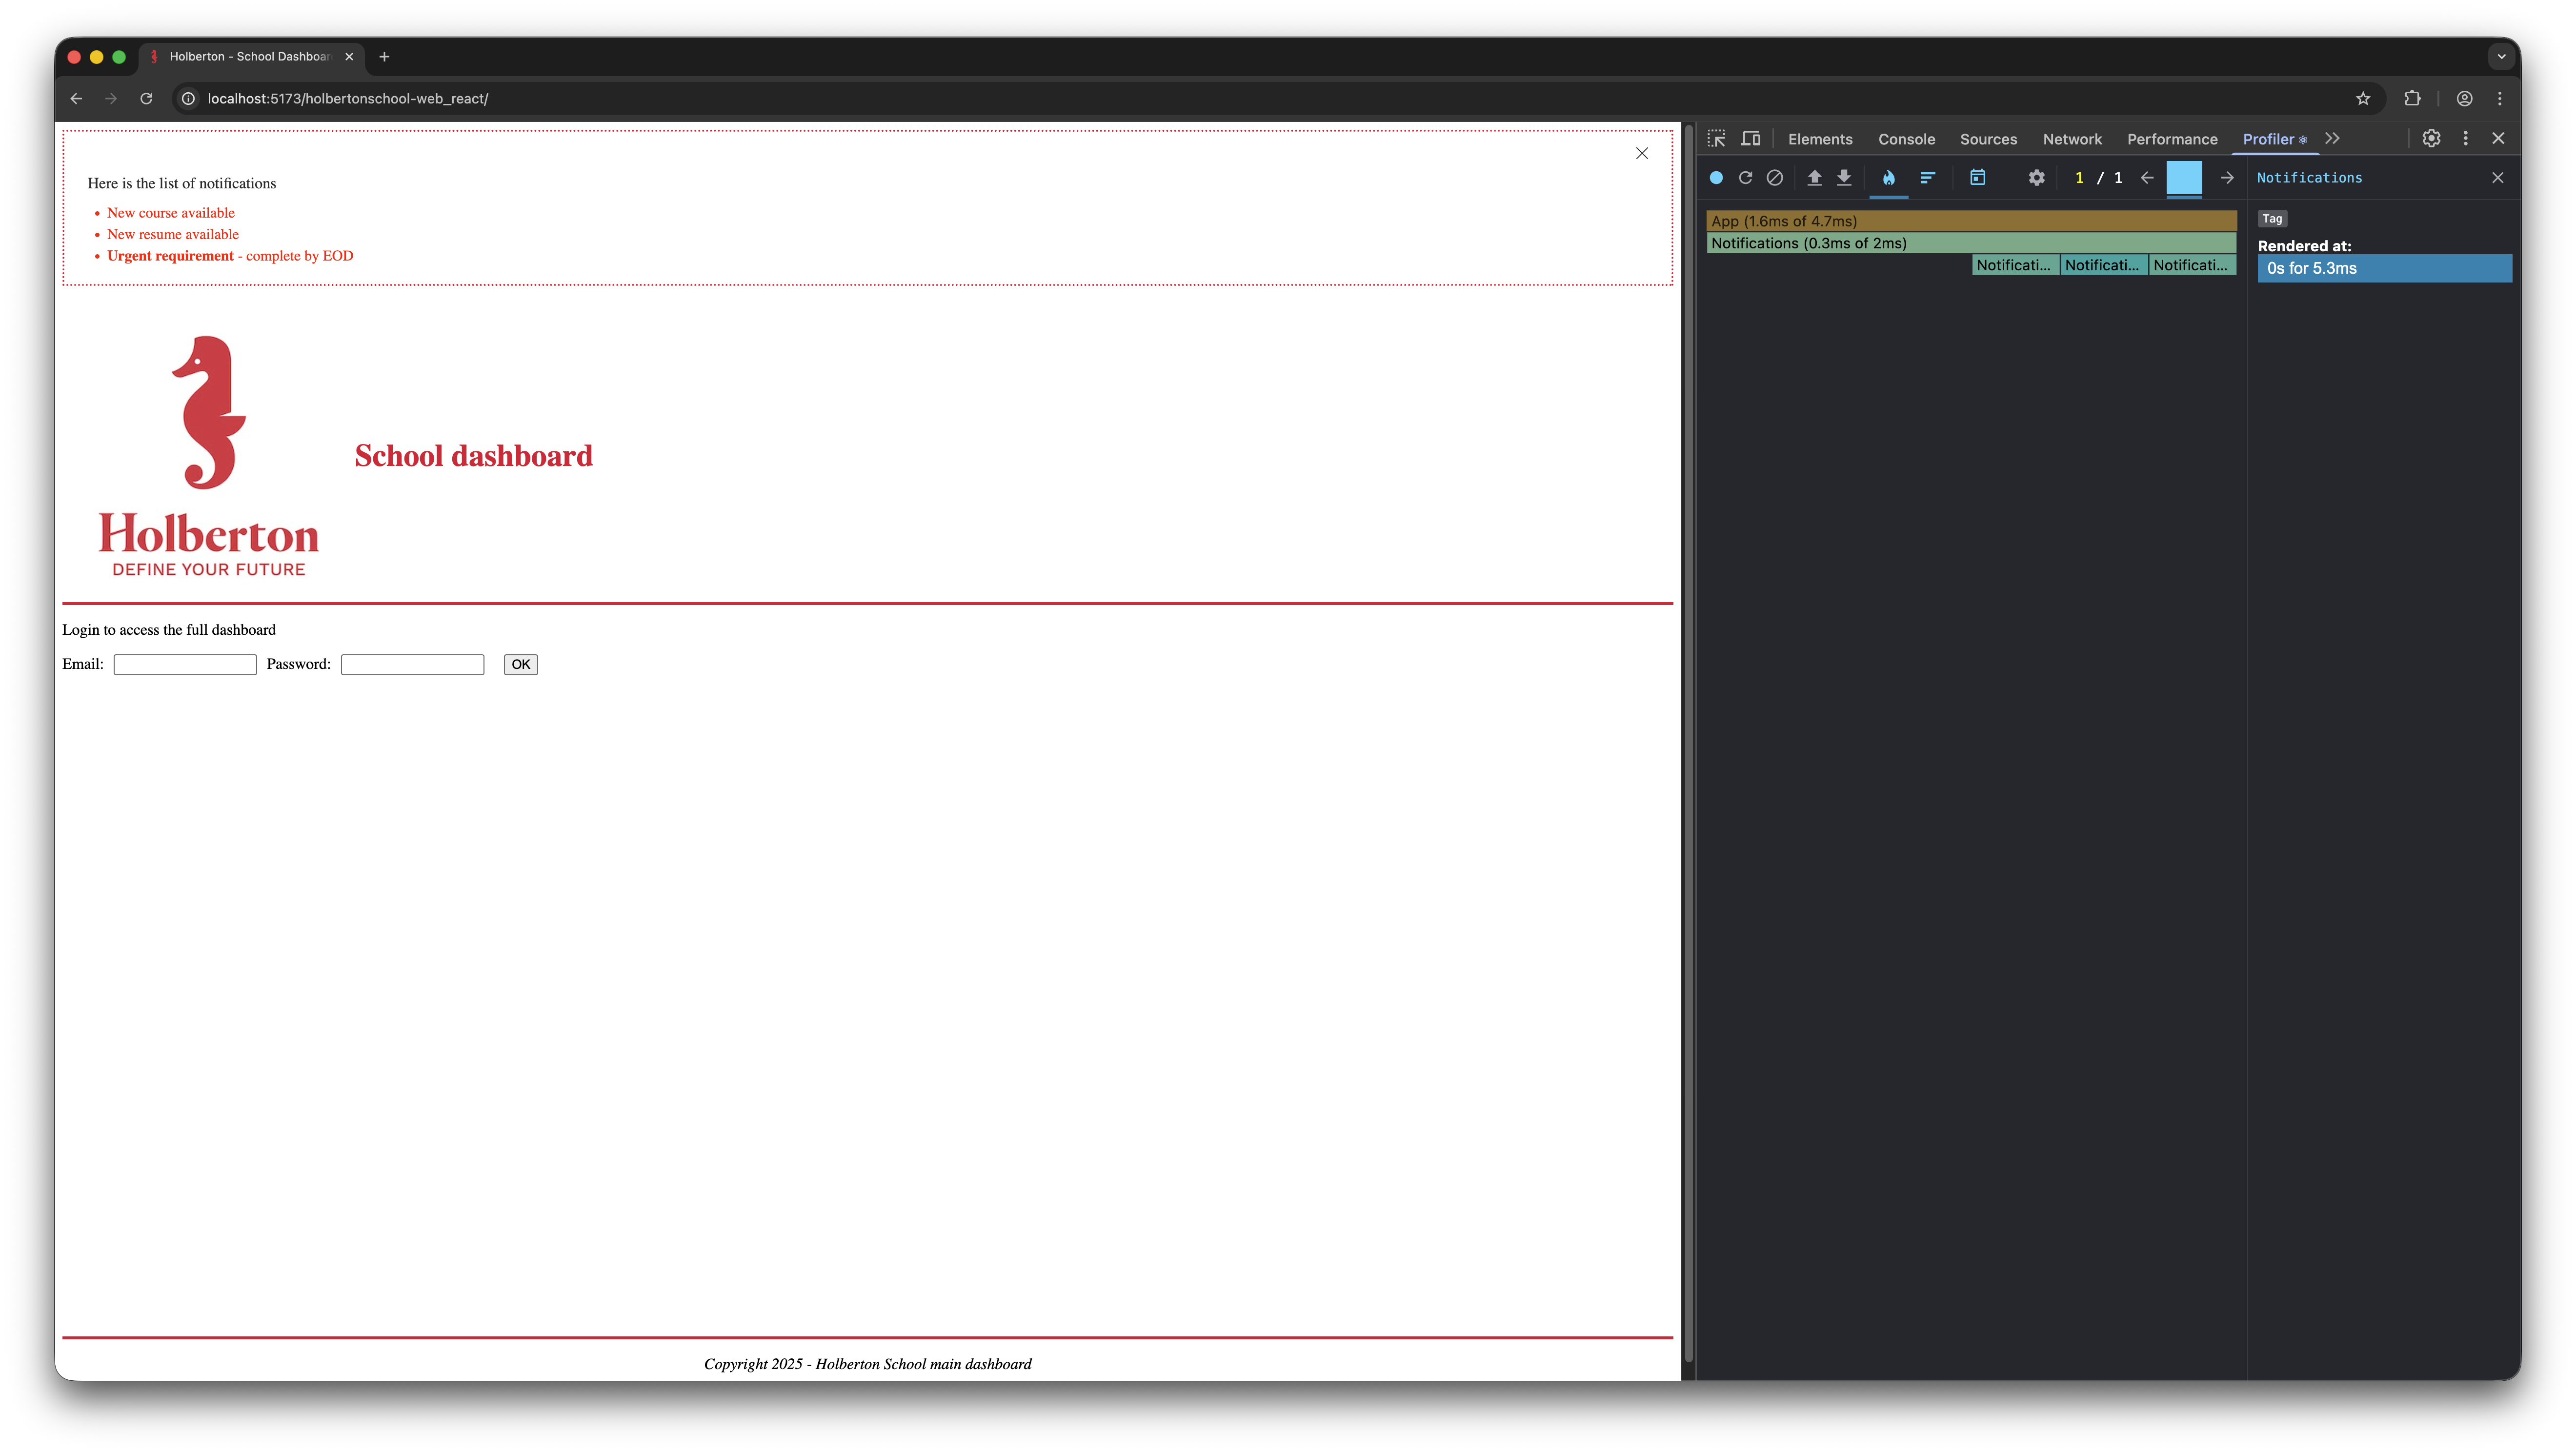 Holberton - School Dashboar
localhost:5173/holbertonschool-web_react/
Here is the list of notifications
New course available
New resume available
Urgent requirement - complete by EOD
Holberton
DEFINE YOUR FUTURE
School dashboard
Login to access the full dashboard
Email: Password: OK
Copyright 2025 - Holberton School main dashboard
Elements Console Sources Network Performance Profiler
1 / 1
App (1.6ms of 4.7ms)
Notifications (0.3ms of 2ms)
Notificati... Notificati... Notificati...
Notifications
Tag
Rendered at:
0s for 5.3ms